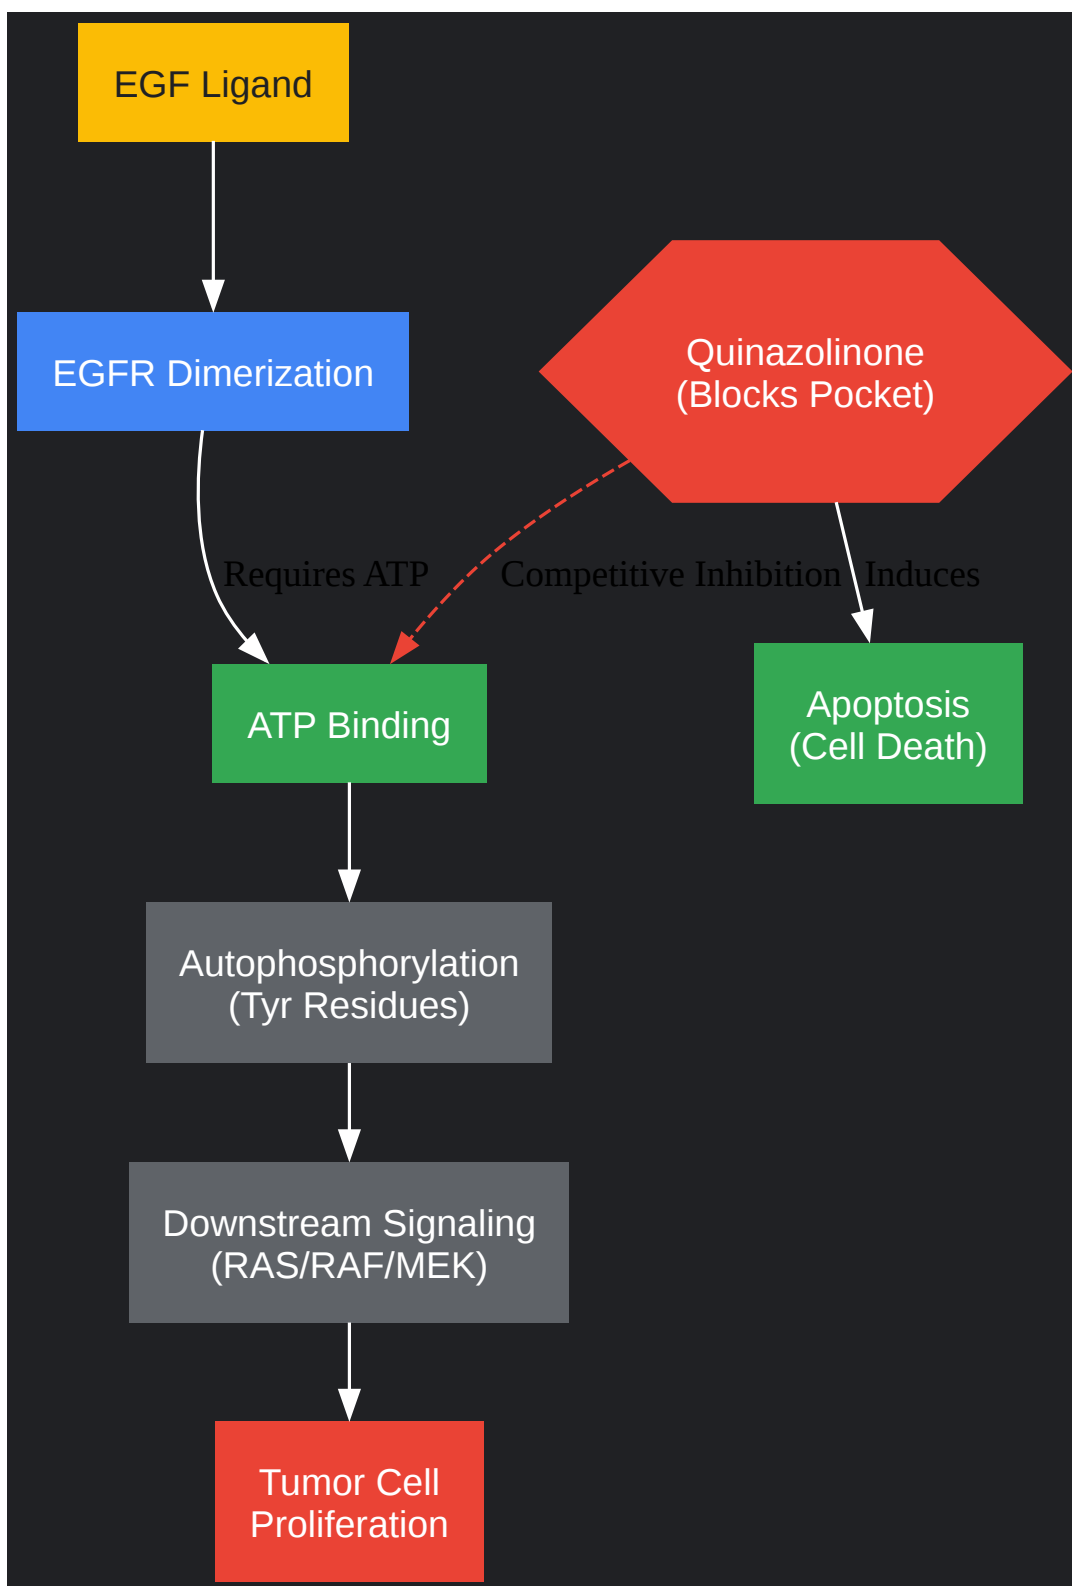 EGF Ligand
EGFR Dimerization
Quinazolinone
(Blocks Pocket)
Requires ATP
Competitive Inhibition
Induces
ATP Binding
Apoptosis
(Cell Death)
Autophosphorylation
(Tyr Residues)
Downstream Signaling
(RAS/RAF/MEK)
Tumor Cell
Proliferation